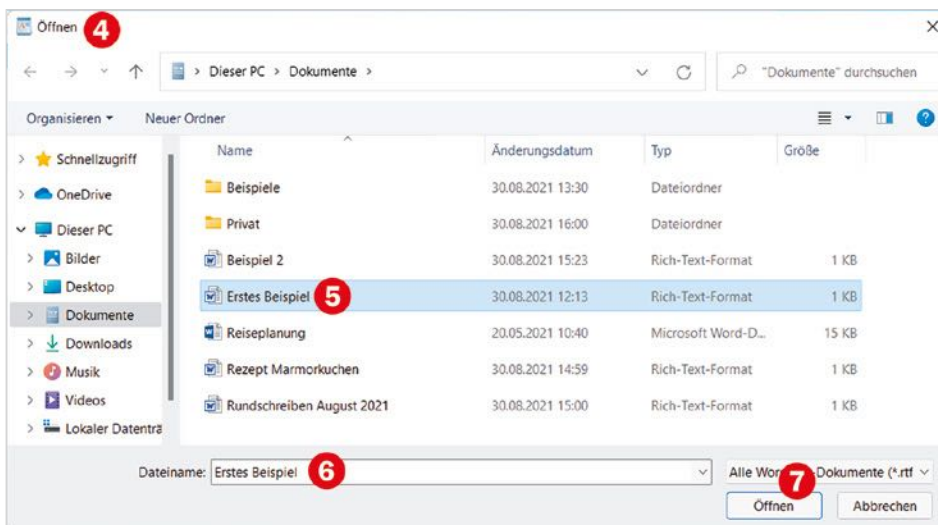 Öffnen 4
Dieser PC > Dokumente >
"Dokumente" durchsuchen
Organisieren Neuer Ordner
Name Änderungsdatum Typ Größe
Schnellzugriff
OneDrive
Dieser PC
Bilder
Desktop
Dokumente
Downloads
Musik
Videos
Lokaler Datenträ
Beispiele 30.08.2021 13:30 Dateiordner
Privat 30.08.2021 16:00 Dateiordner
Beispiel 2 30.08.2021 15:23 Rich-Text-Format 1 KB
Erstes Beispiel 5 30.08.2021 12:13 Rich-Text-Format 1 KB
Reiseplanung 20.05.2021 10:40 Microsoft Word-D... 15 KB
Rezept Marmorkuchen 30.08.2021 14:59 Rich-Text-Format 1 KB
Rundschreiben August 2021 30.08.2021 15:00 Rich-Text-Format 1 KB
Dateiname: Erstes Beispiel 6 Alle Wor 7 -Dokumente (*.rtf
Öffnen Abbrechen